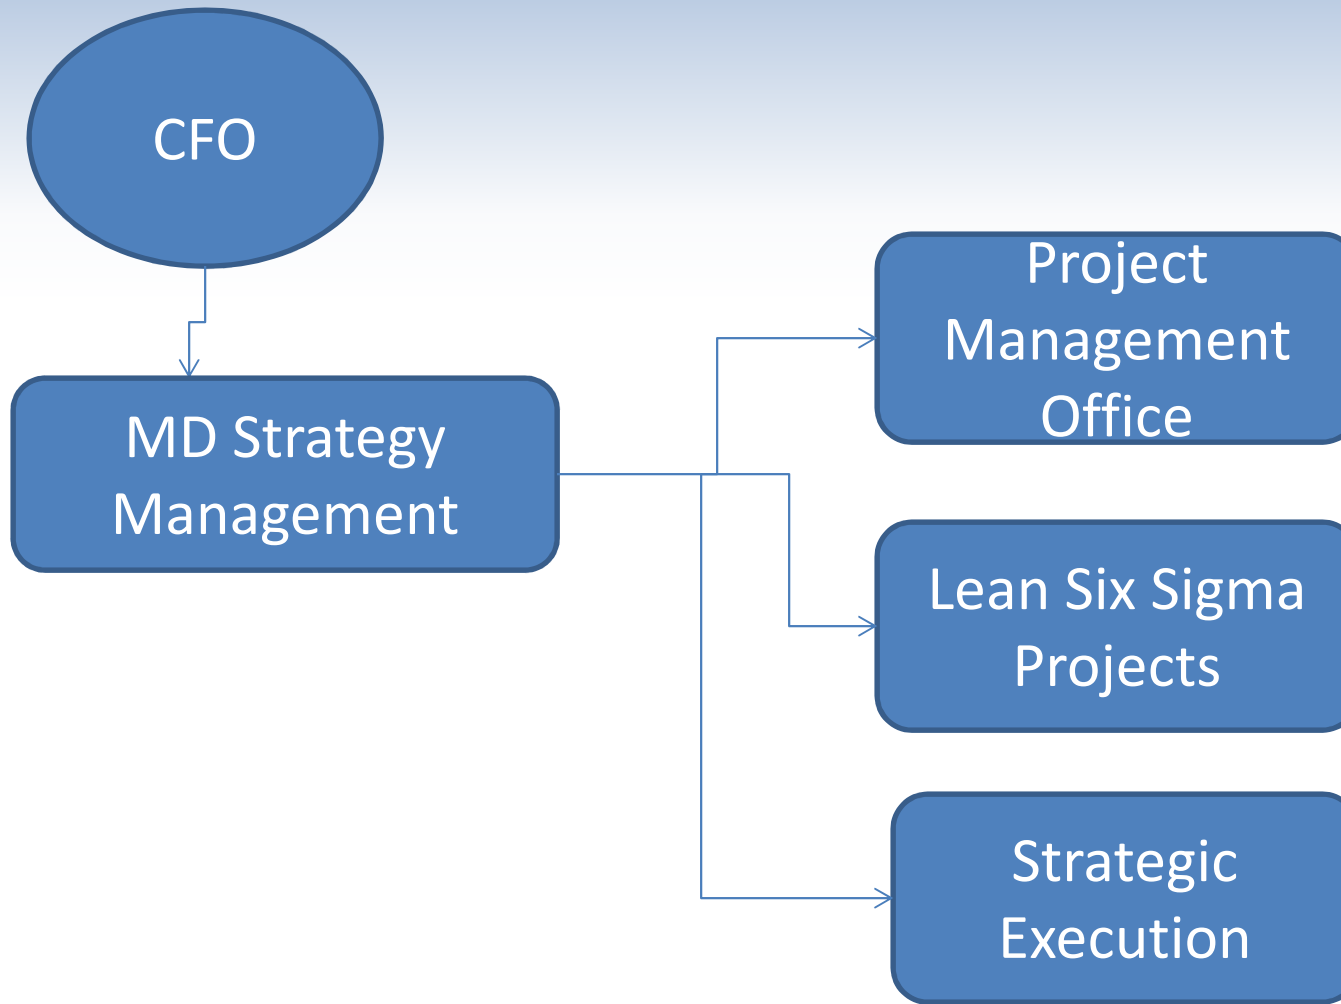 CFO
MD Strategy
Management
Project
Management
Office
Lean Six Sigma
Projects
Strategic
Execution